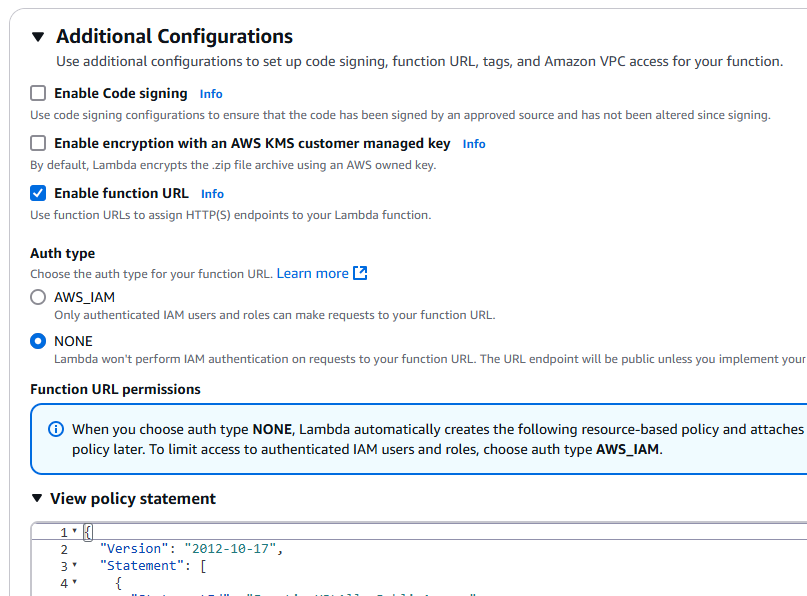 Additional Configurations
Use additional configurations to set up code signing, function URL, tags, and Amazon VPC access for your function.
Enable Code signing Info
Use code signing configurations to ensure that the code has been signed by an approved source and has not been altered since signing.
Enable encryption with an AWS KMS customer managed key Info
By default, Lambda encrypts the .zip file archive using an AWS owned key.
Enable function URL Info
Use function URLs to assign HTTP(S) endpoints to your Lambda function.
Auth type
Choose the auth type for your function URL. Learn more
AWS_IAM
Only authenticated IAM users and roles can make requests to your function URL.
NONE
Lambda won't perform IAM authentication on requests to your function URL. The URL endpoint will be public unless you implement your
Function URL permissions
When you choose auth type NONE, Lambda automatically creates the following resource-based policy and attaches
policy later. To limit access to authenticated IAM users and roles, choose auth type AWS_IAM.
View policy statement
1 {
2 "Version": "2012-10-17",
3 "Statement": [
4 {